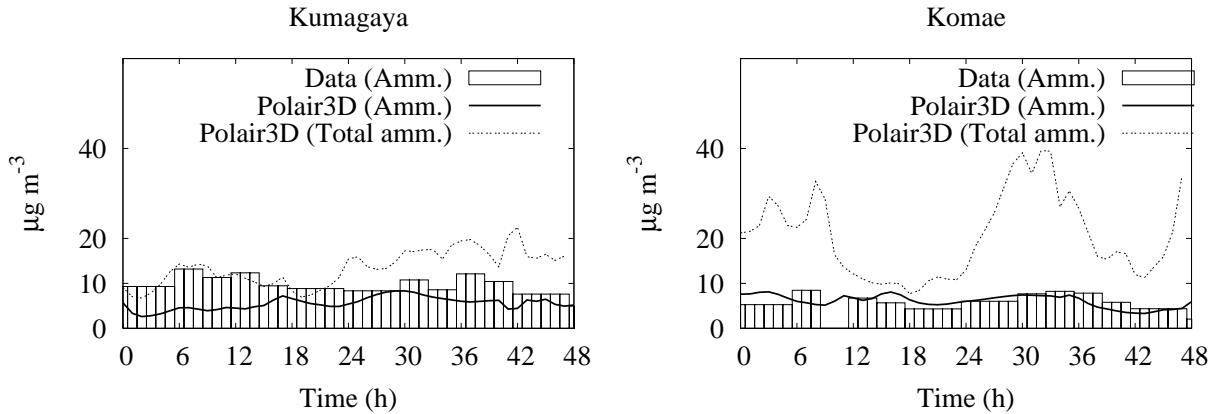 Kumagaya
Data (Amm.)
Polair3D (Amm.)
Polair3D (Total amm.)
μg m-3
40
20
10
0
0 6 12 18 24 30 36 42 48
Time (h)
Komae
Data (Amm.)
Polair3D (Amm.)
Polair3D (Total amm.)
μg m-3
40
20
10
0
0 6 12 18 24 30 36 42 48
Time (h)